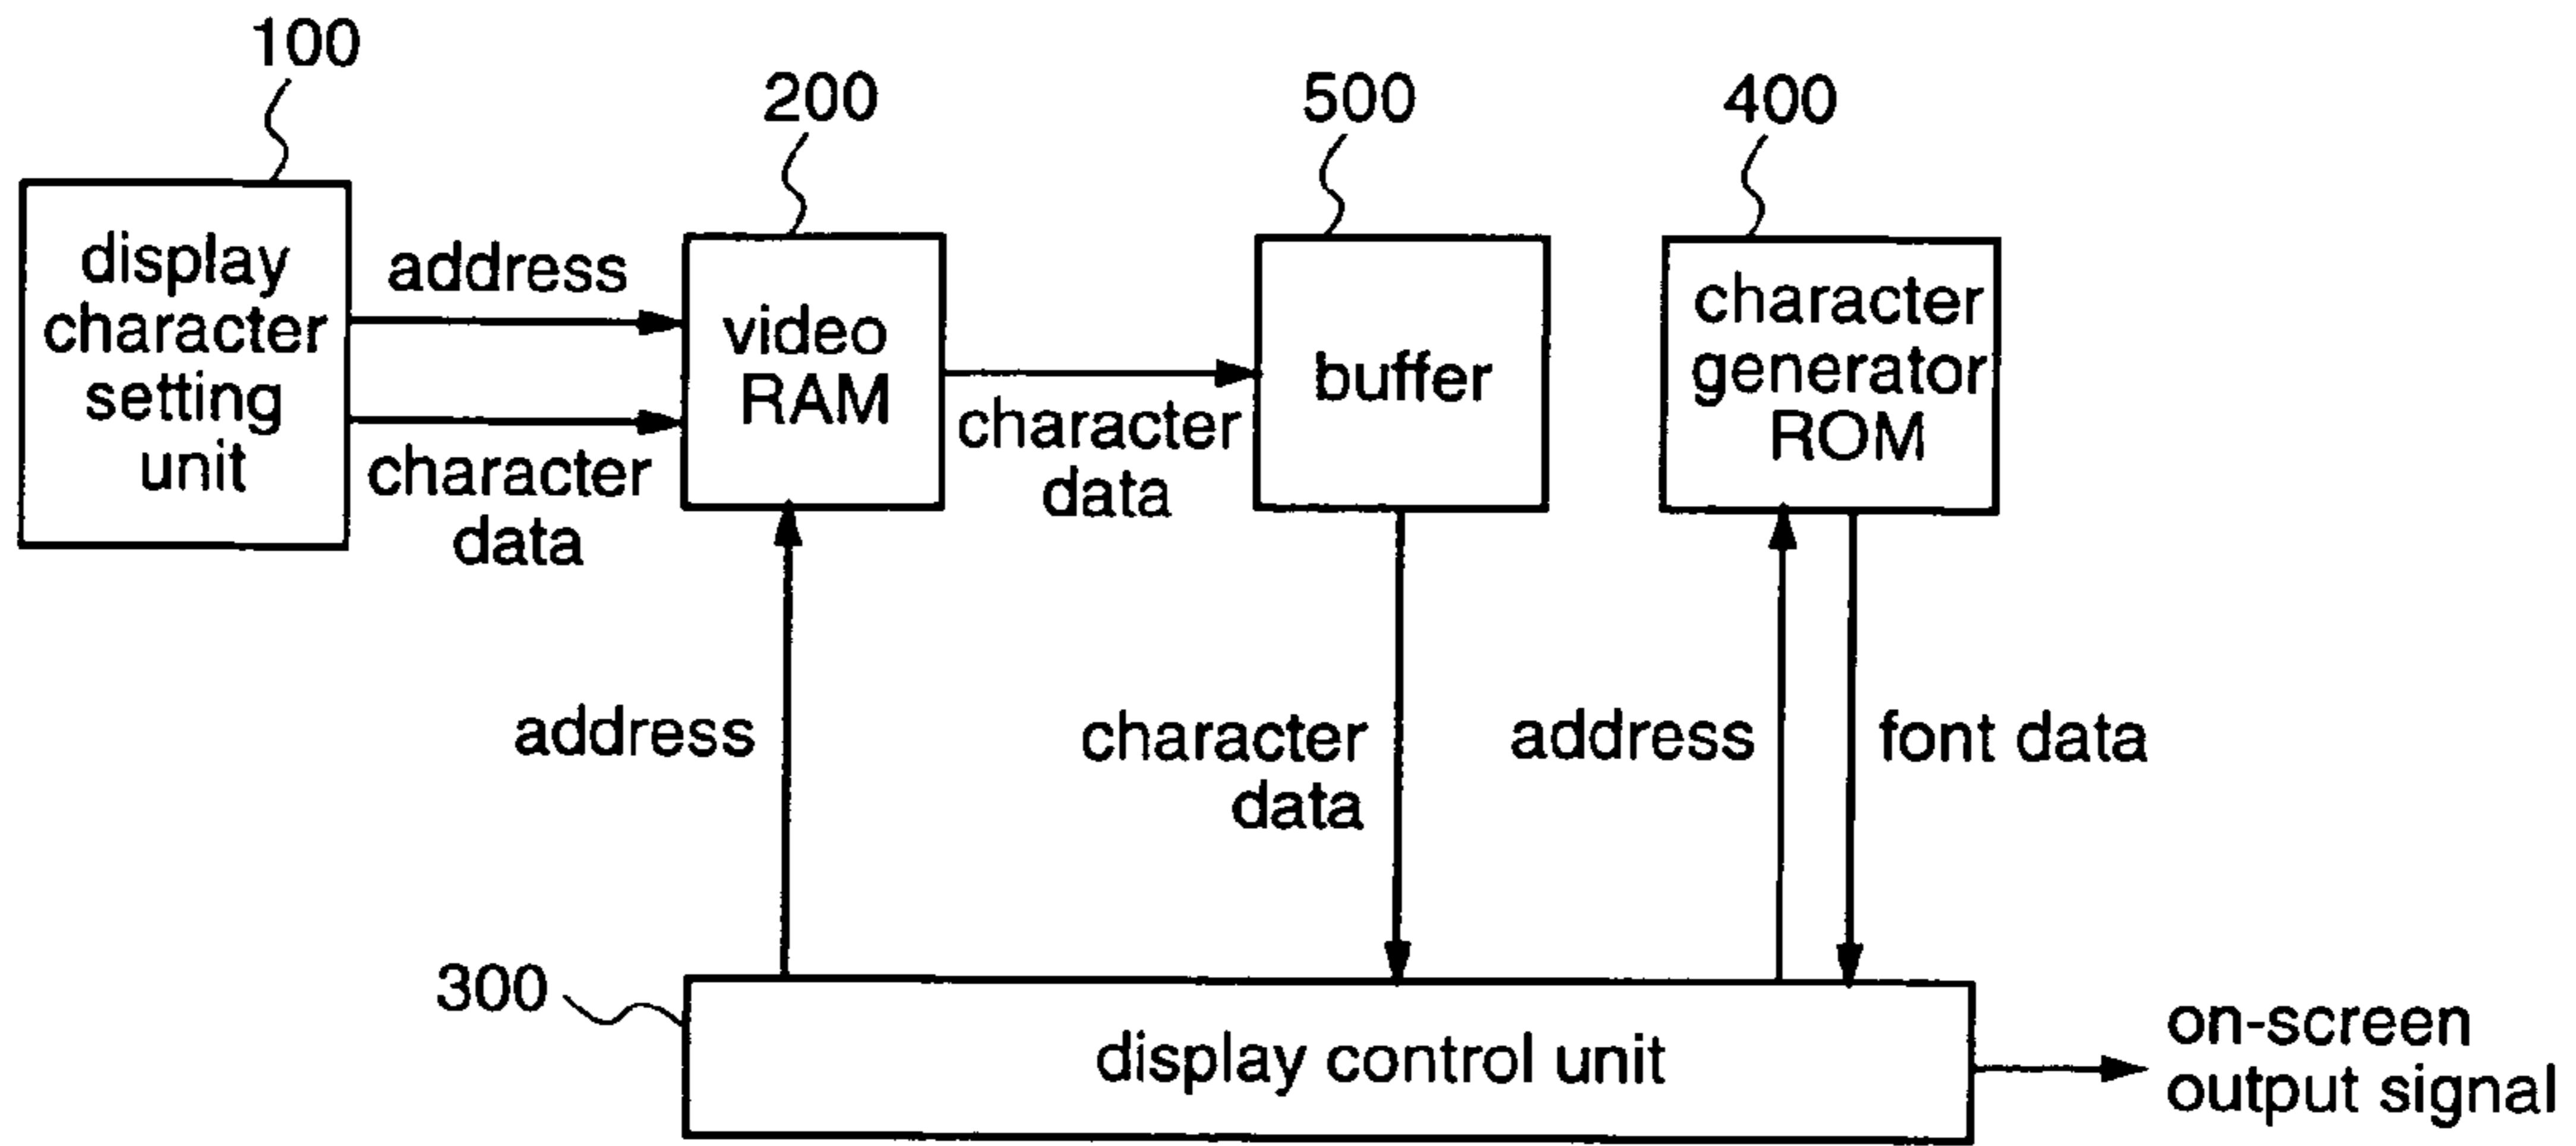 100
200
500
400
display
character
setting
unit
address
character
data
video
RAM
character
data
buffer
character
generator
ROM
address
character
data
address
font data
300
display control unit
on-screen
output signal